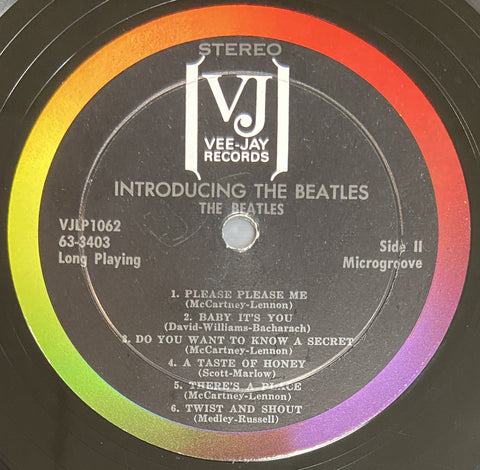 STEREO
VJ
VEE-JAY
RECORDS
INTRODUCING THE BEATLES
THE BEATLES
VJLP1062
63-3403
Long Playing
Side II
Microgroove
1. PLEASE PLEASE ME
(McCartney-Lennon)
2. BABY IT'S YOU
(David-Williams-Bacharach)
3. DO YOU WANT TO KNOW A SECRET
(McCartney-Lennon)
4. A TASTE OF HONEY
(Scott-Marlow)
5. THERE'S A PLACE
(McCartney-Lennon)
6. TWIST AND SHOUT
(Medley-Russell)